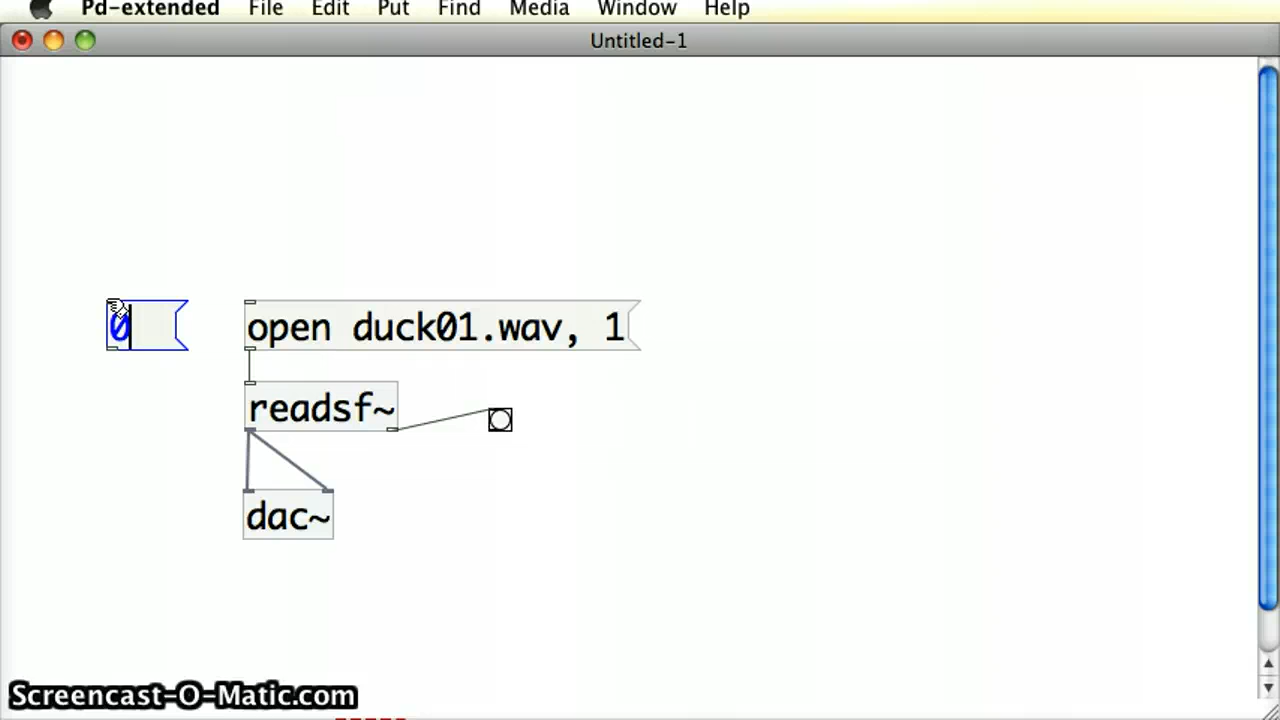 Pd-extended File Edit Put Find Media Window Help
Untitled-1
0 open duck01.wav, 1
readsf~
dac~
Screencast-O-Matic.com